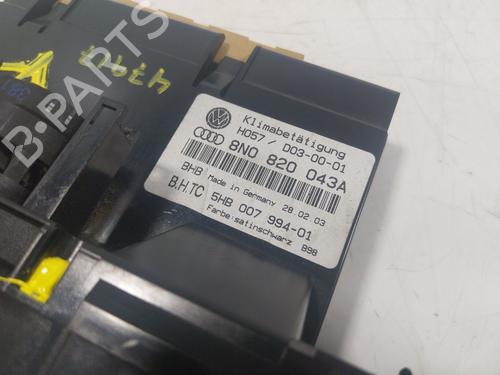 B-PARTS
Klimabetätigung
H057 / D03-00-01
8N0 820 043A
BHB Made in Germany 28.02.03
B.H.TC 5HB 007 994-01
Farbe: satinschwarz B98